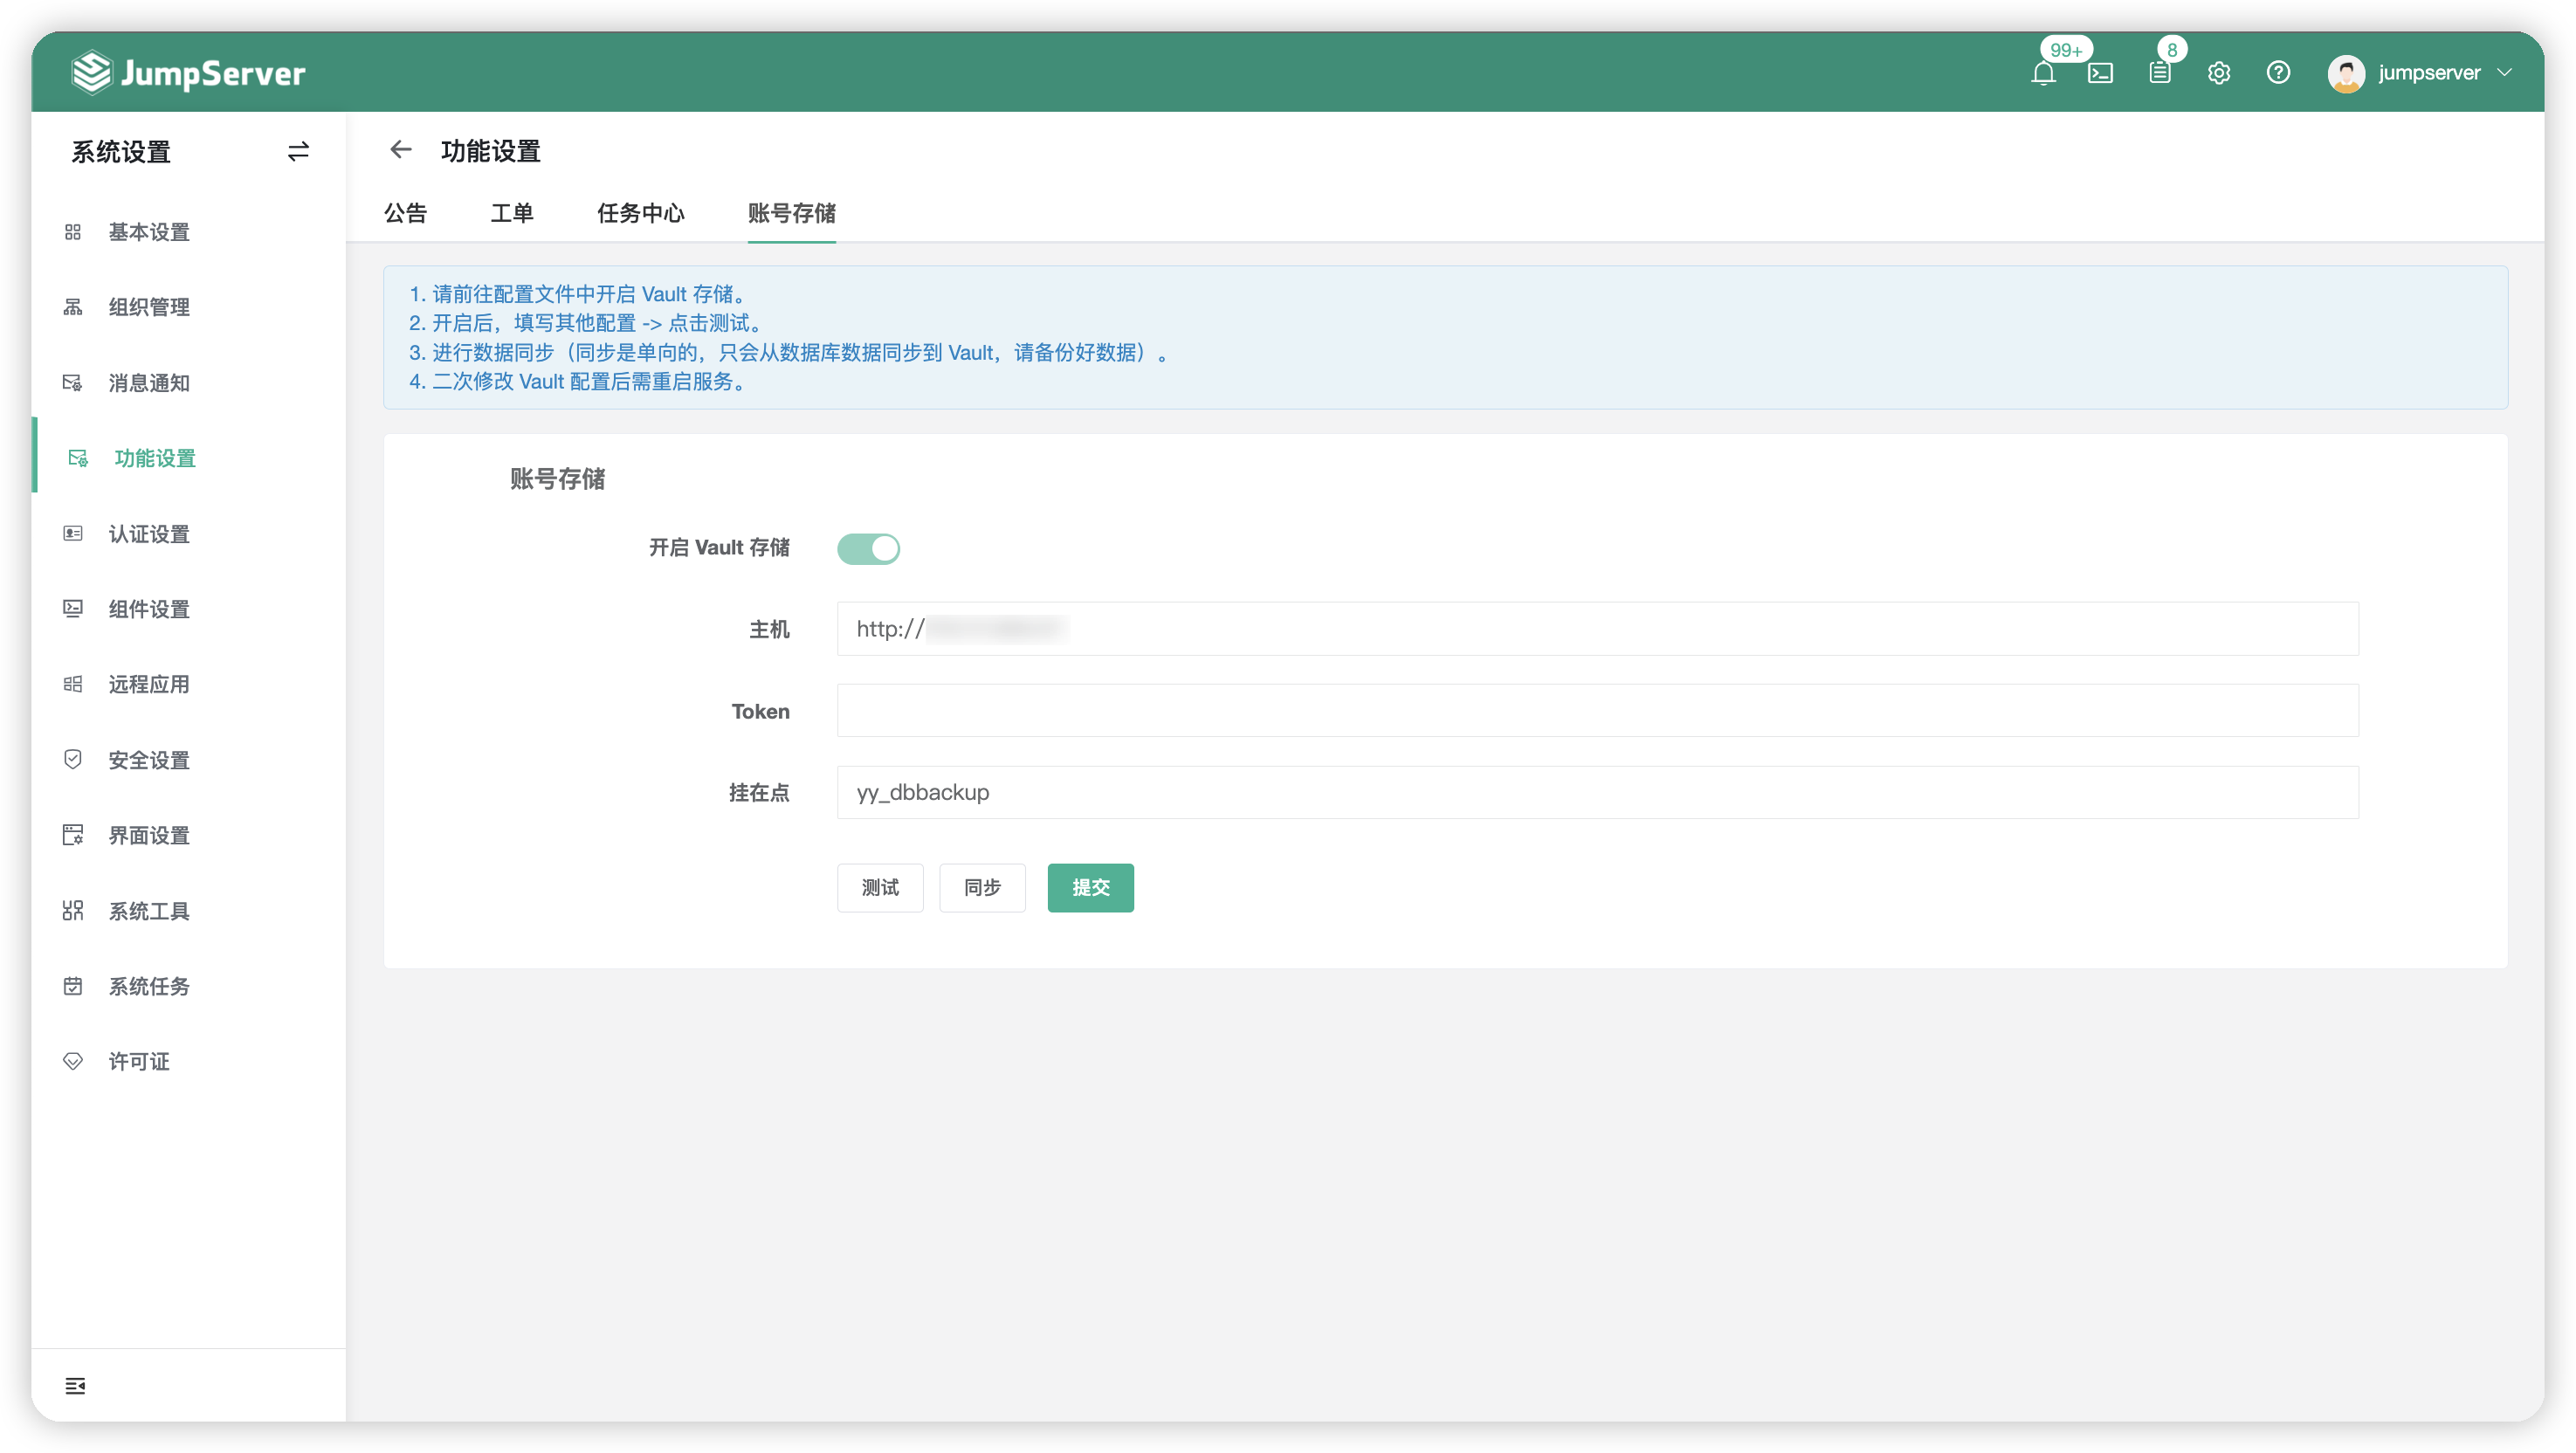 JumpServer
99+
8
jumpserver
系统设置
基本设置
组织管理
消息通知
功能设置
认证设置
组件设置
远程应用
安全设置
界面设置
系统工具
系统任务
许可证
功能设置
公告 工单 任务中心 账号存储
1. 请前往配置文件中开启 Vault 存储。
2. 开启后，填写其他配置 -> 点击测试。
3. 进行数据同步（同步是单向的，只会从数据库数据同步到 Vault，请备份好数据）。
4. 二次修改 Vault 配置后需重启服务。
账号存储
开启 Vault 存储
主机 http://
Token
挂在点 yy_dbbackup
测试 同步 提交